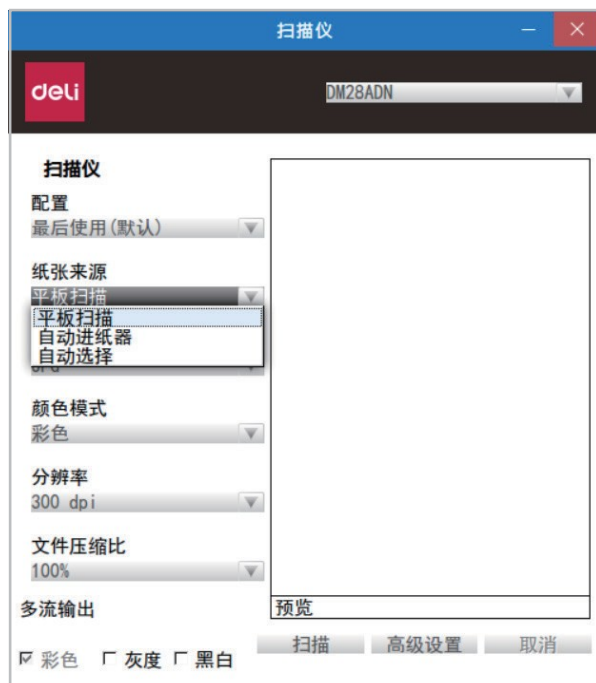 扫描仪
deli
DM28ADN
扫描仪
配置
最后使用(默认)
纸张来源
平板扫描
平板扫描
自动进纸器
自动选择
颜色模式
彩色
分辨率
300 dpi
文件压缩比
100%
多流输出
彩色 灰度 黑白
预览
扫描 高级设置 取消